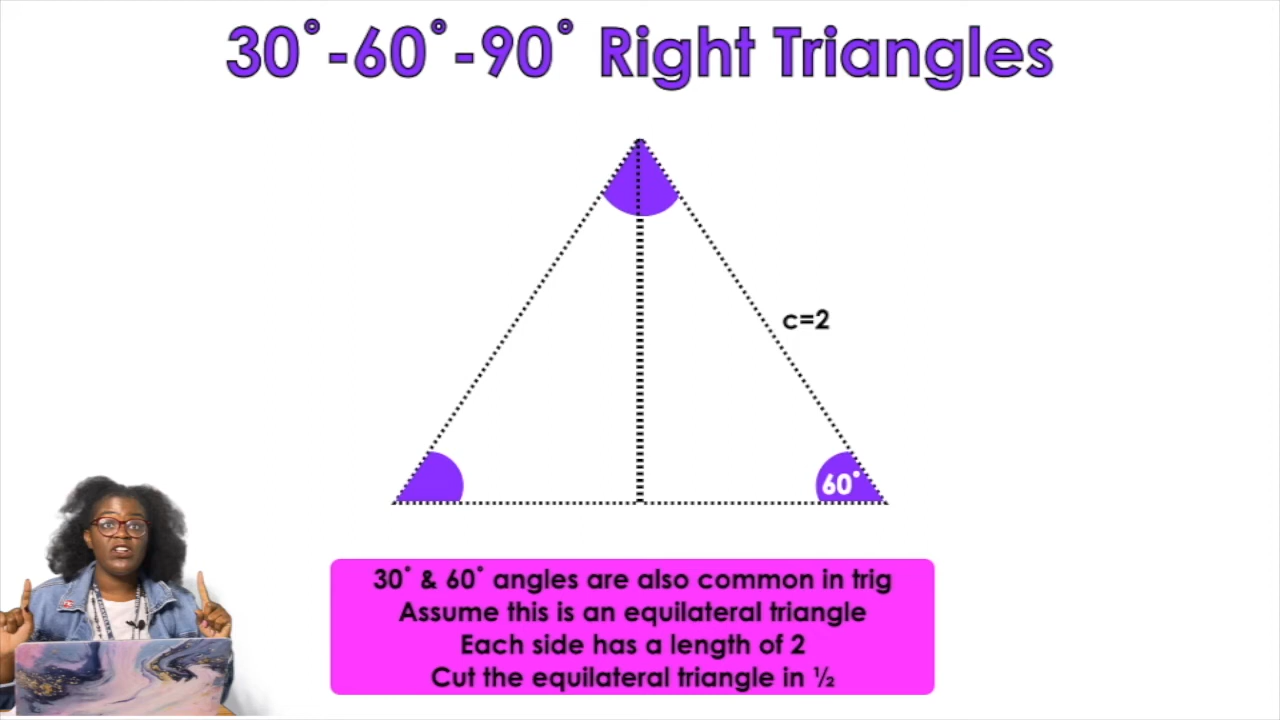 30°-60°-90° Right Triangles
c=2
60°
30° & 60° angles are also common in trig
Assume this is an equilateral triangle
Each side has a length of 2
Cut the equilateral triangle in ½